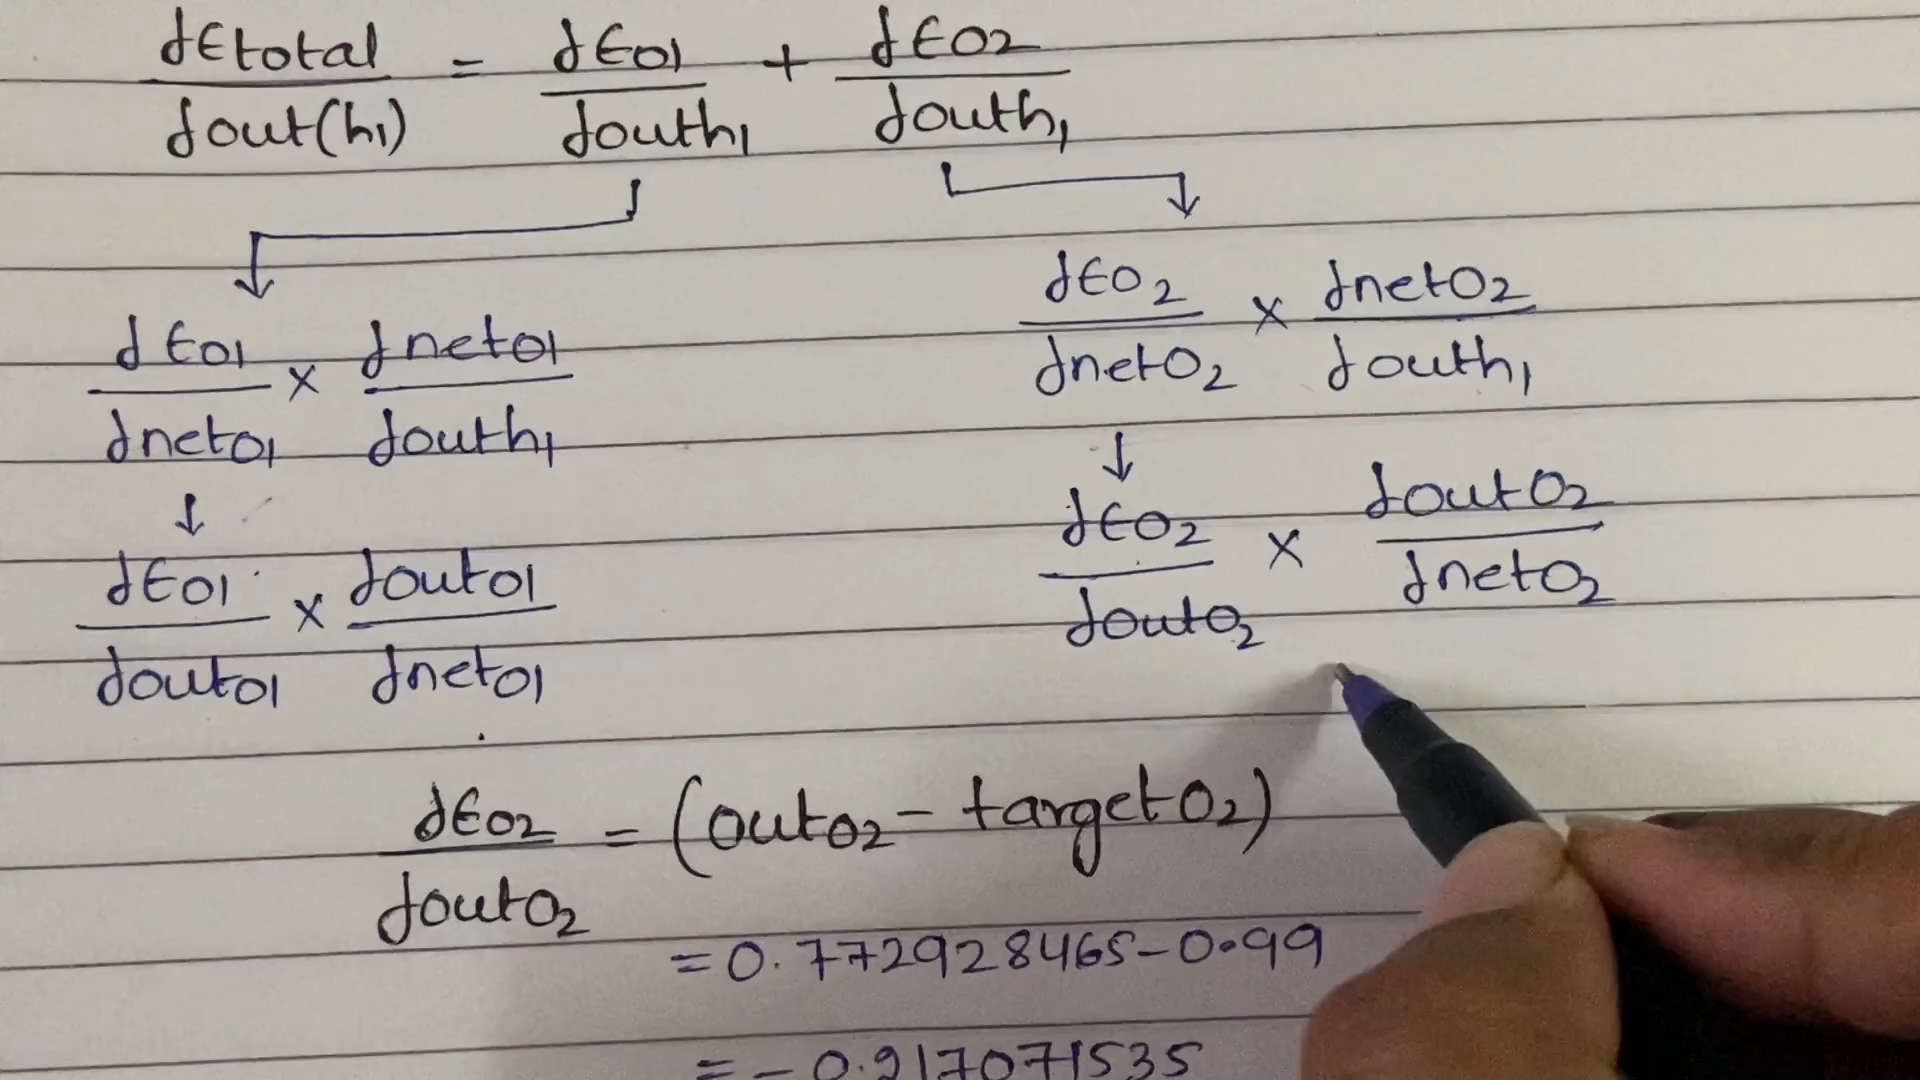 ∂Etotal/∂out(h1) = ∂Eo1/∂outh1 + ∂Eo2/∂outh1
∂Eo1/∂neto1 × ∂neto1/∂outh1
∂Eo1/∂outo1 × ∂outo1/∂neto1
∂EO2/∂netO2 × ∂netO2/∂outh1
∂EO2/∂outO2 × ∂outO2/∂netO2
∂Eo2/∂outO2 = (outo2 - targetO2)
= 0.772928465 - 0.99
= - 0.217071535